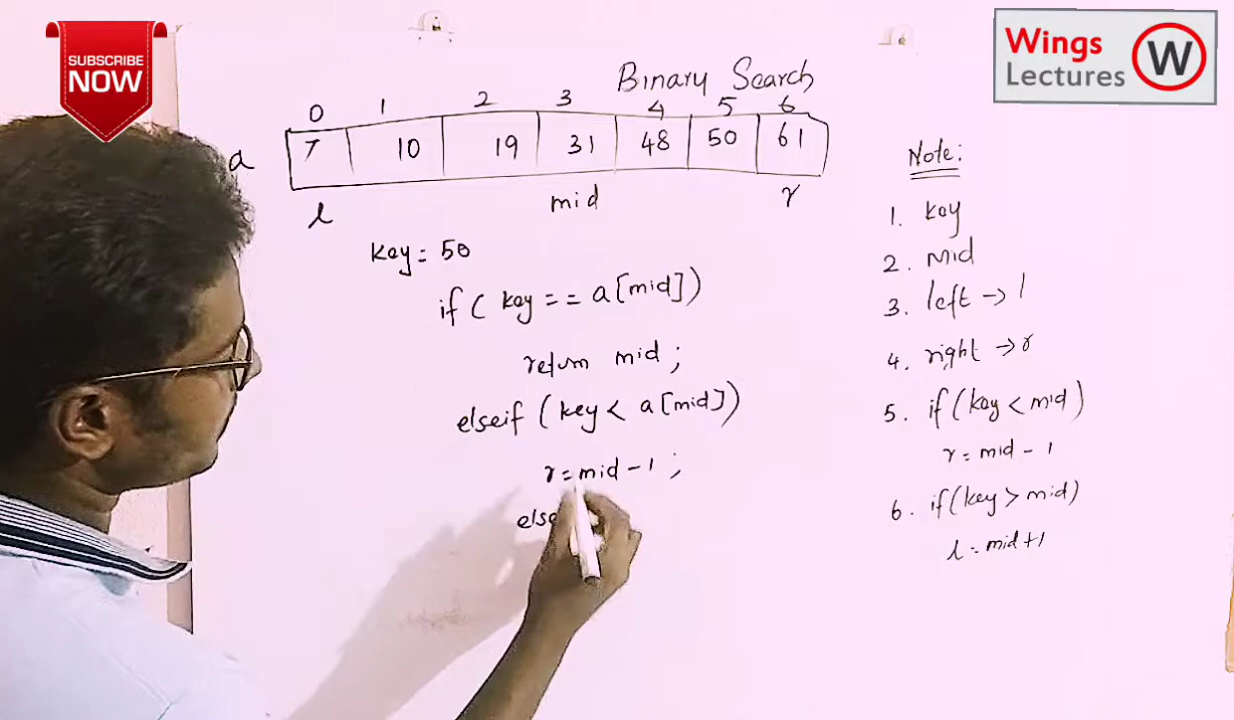 SUBSCRIBE
NOW
Wings
Lectures
W
Binary Search
0 1 2 3 4 5 6
a 7 10 19 31 48 50 61
l mid r
key = 50
if ( key == a[mid])
return mid ;
elseif (key < a[mid])
r = mid - 1 ;
else
Note:
1. key
2. mid
3. left → l
4. right → r
5. if (key < mid)
r = mid - 1
6. if (key > mid)
l = mid + 1